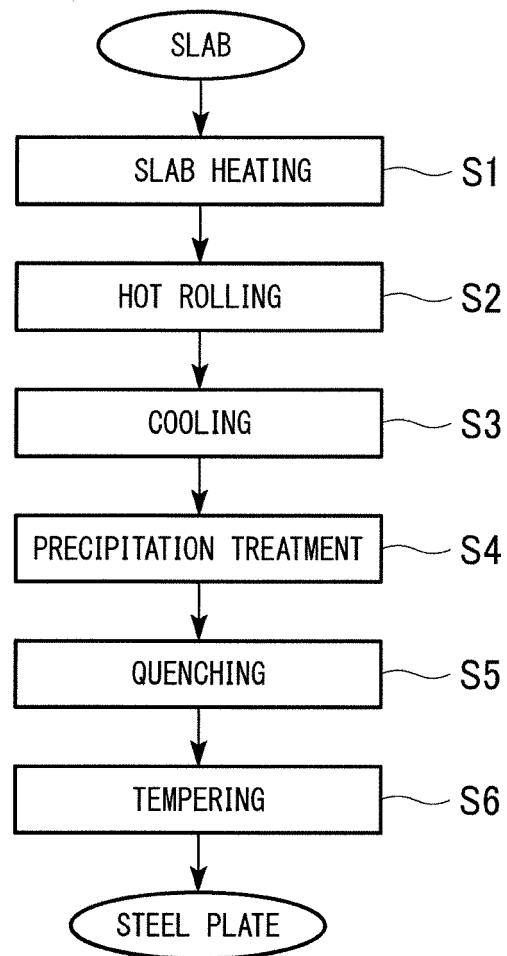 SLAB
SLAB HEATING S1
HOT ROLLING S2
COOLING S3
PRECIPITATION TREATMENT S4
QUENCHING S5
TEMPERING S6
STEEL PLATE